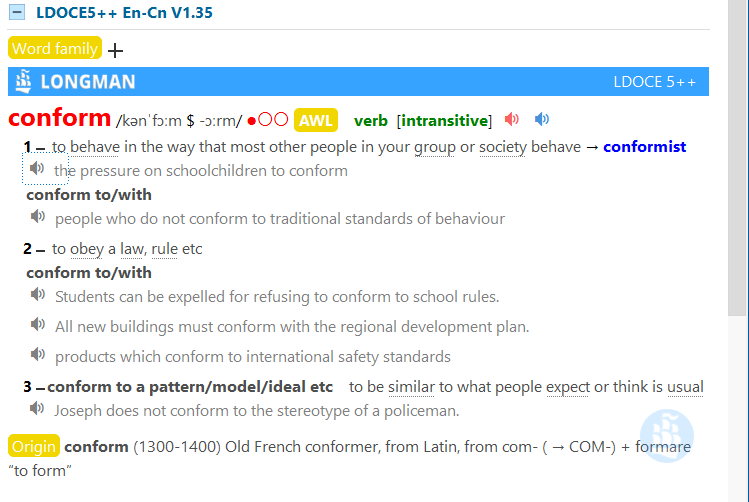 LDOCE5++ En-Cn V1.35
Word family +
LONGMAN LDOCE 5++
conform /kənˈfɔːm $ -ɔːrm/ ●○○ AWL verb [intransitive]
1 – to behave in the way that most other people in your group or society behave → conformist
the pressure on schoolchildren to conform
conform to/with
people who do not conform to traditional standards of behaviour
2 – to obey a law, rule etc
conform to/with
Students can be expelled for refusing to conform to school rules.
All new buildings must conform with the regional development plan.
products which conform to international safety standards
3 –conform to a pattern/model/ideal etc to be similar to what people expect or think is usual
Joseph does not conform to the stereotype of a policeman.
Origin conform (1300-1400) Old French conformer, from Latin, from com- ( → COM-) + formare
“to form”